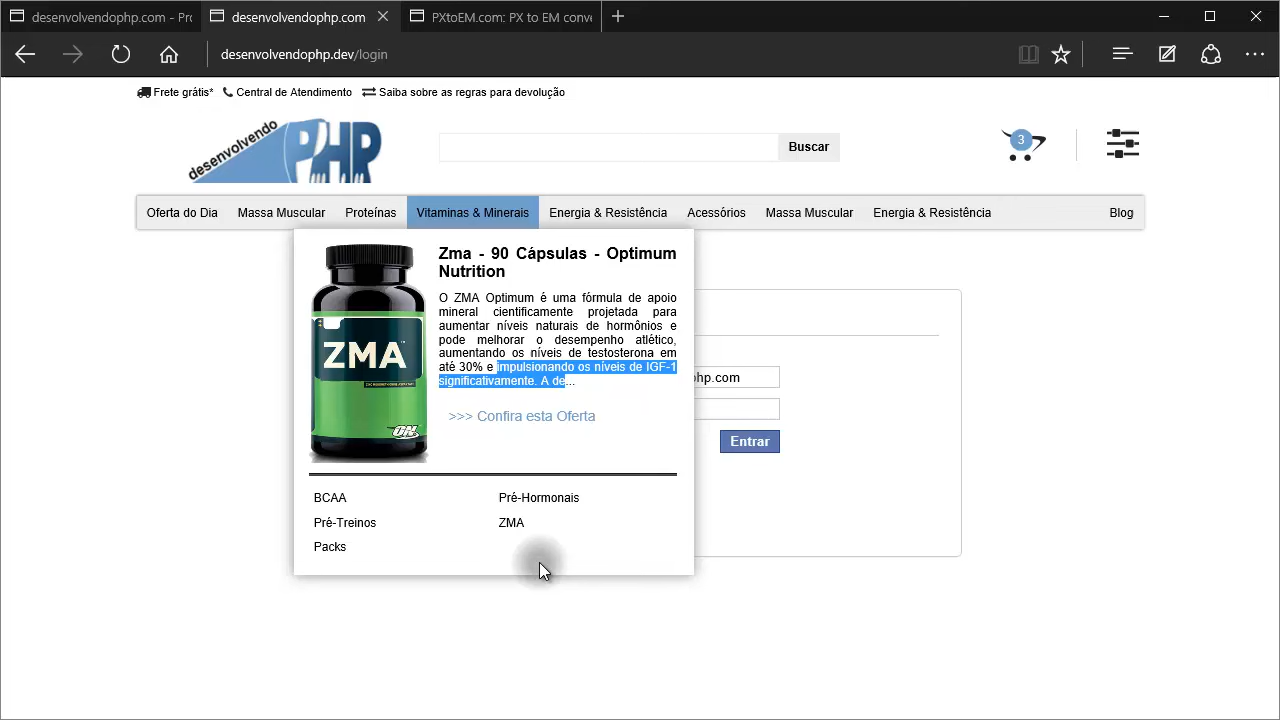 desenvolvendophp.com - Pro
desenvolvendophp.com
PXtoEM.com: PX to EM conve
desenvolvendophp.dev/login
Frete grátis* Central de Atendimento Saiba sobre as regras para devolução
desenvolvendo PHP
Buscar
3
Oferta do Dia Massa Muscular Proteínas Vitaminas & Minerais Energia & Resistência Acessórios Massa Muscular Energia & Resistência Blog
Zma - 90 Cápsulas - Optimum
Nutrition
O ZMA Optimum é uma fórmula de apoio
mineral cientificamente projetada para
aumentar níveis naturais de hormônios e
pode melhorar o desempenho atlético,
aumentando os níveis de testosterona em
até 30% e impulsionando os níveis de IGF-1
significativamente. A de...
>>> Confira esta Oferta
ZMA
ON
hp.com
Entrar
BCAA
Pré-Hormonais
Pré-Treinos
ZMA
Packs